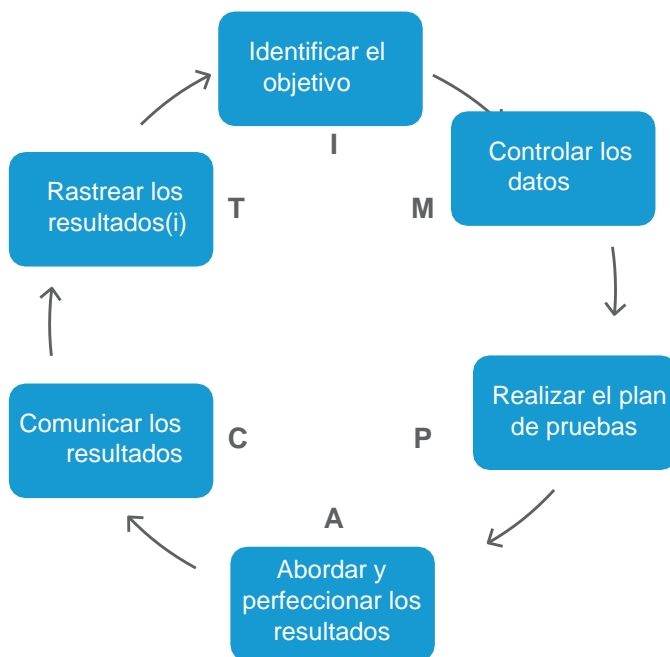 Identificar el
objetivo
I
Controlar los
datos
M
Realizar el plan
de pruebas
P
Abordar y
perfeccionar los
resultados
A
Comunicar los
resultados
C
Rastrear los
resultados(i)
T